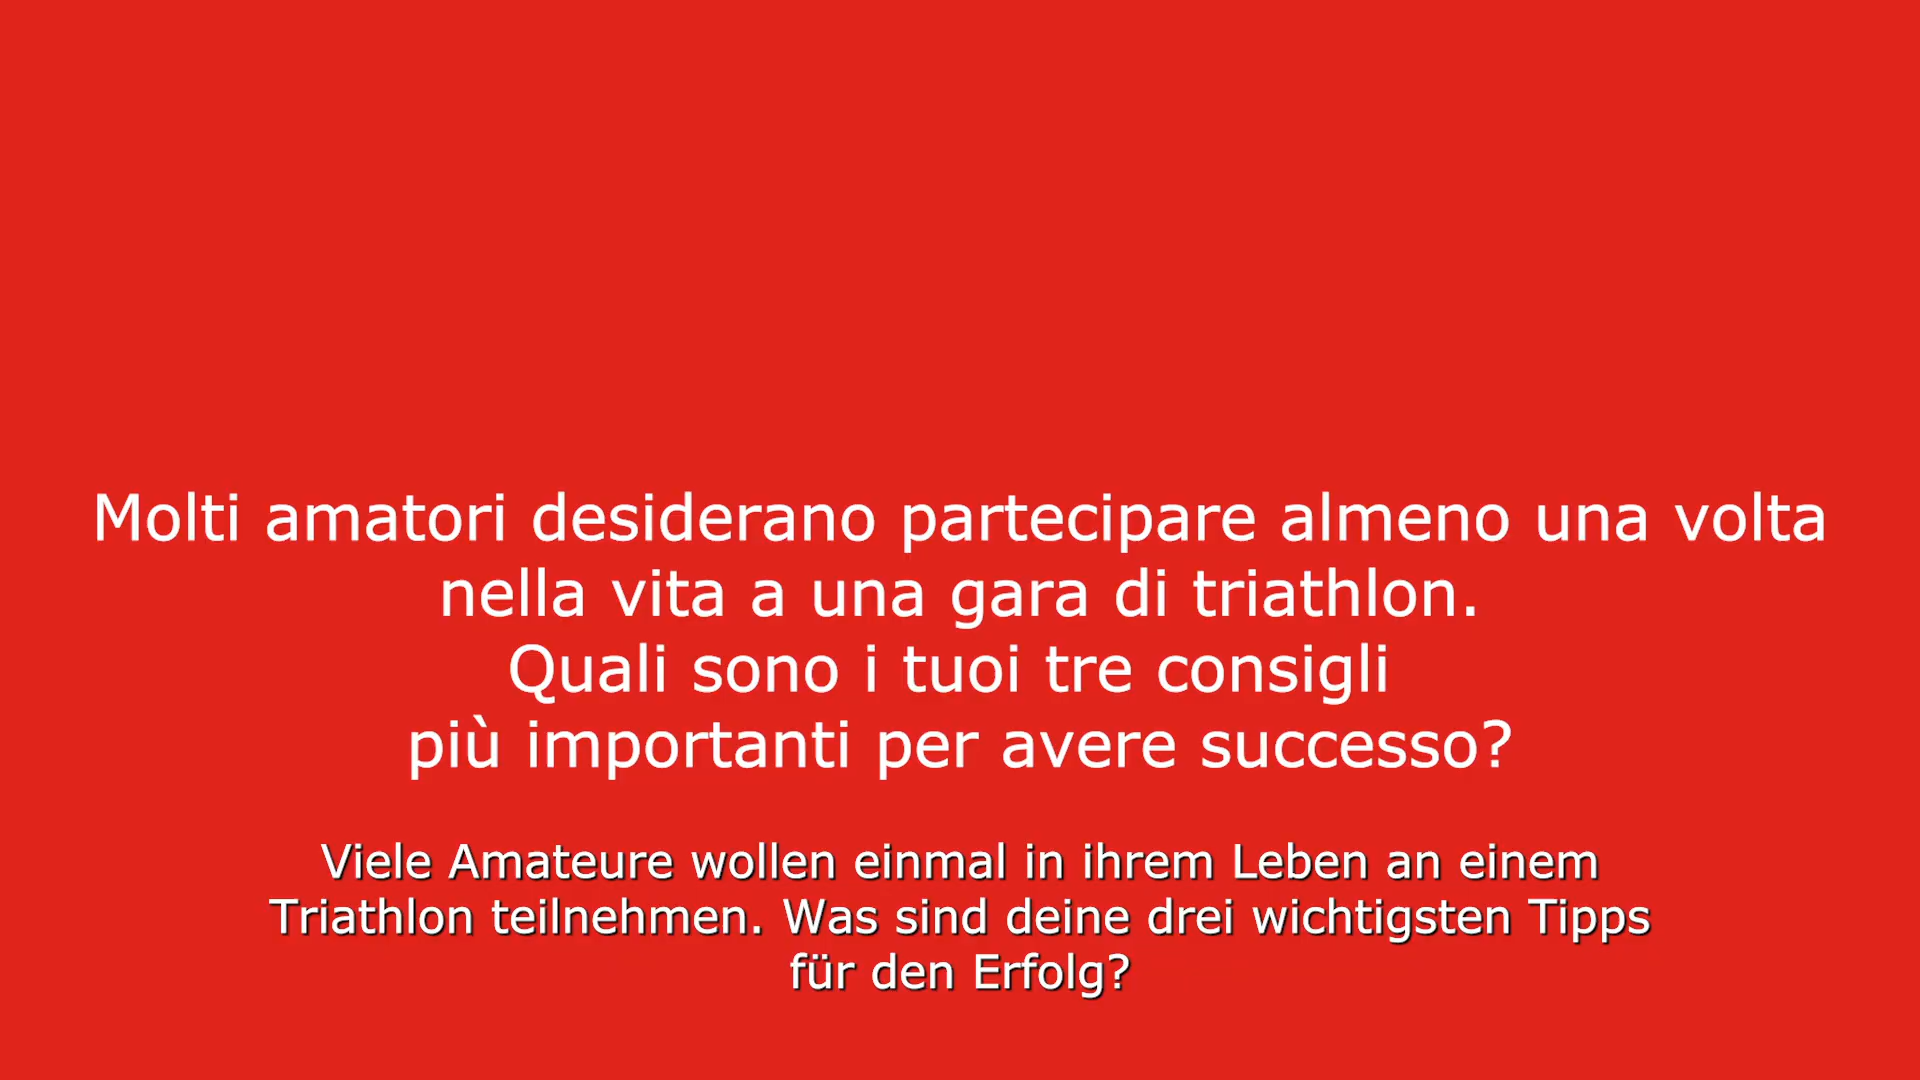 Molti amatori desiderano partecipare almeno una volta
nella vita a una gara di triathlon.
Quali sono i tuoi tre consigli
più importanti per avere successo?
Viele Amateure wollen einmal in ihrem Leben an einem
Triathlon teilnehmen. Was sind deine drei wichtigsten Tipps
für den Erfolg?